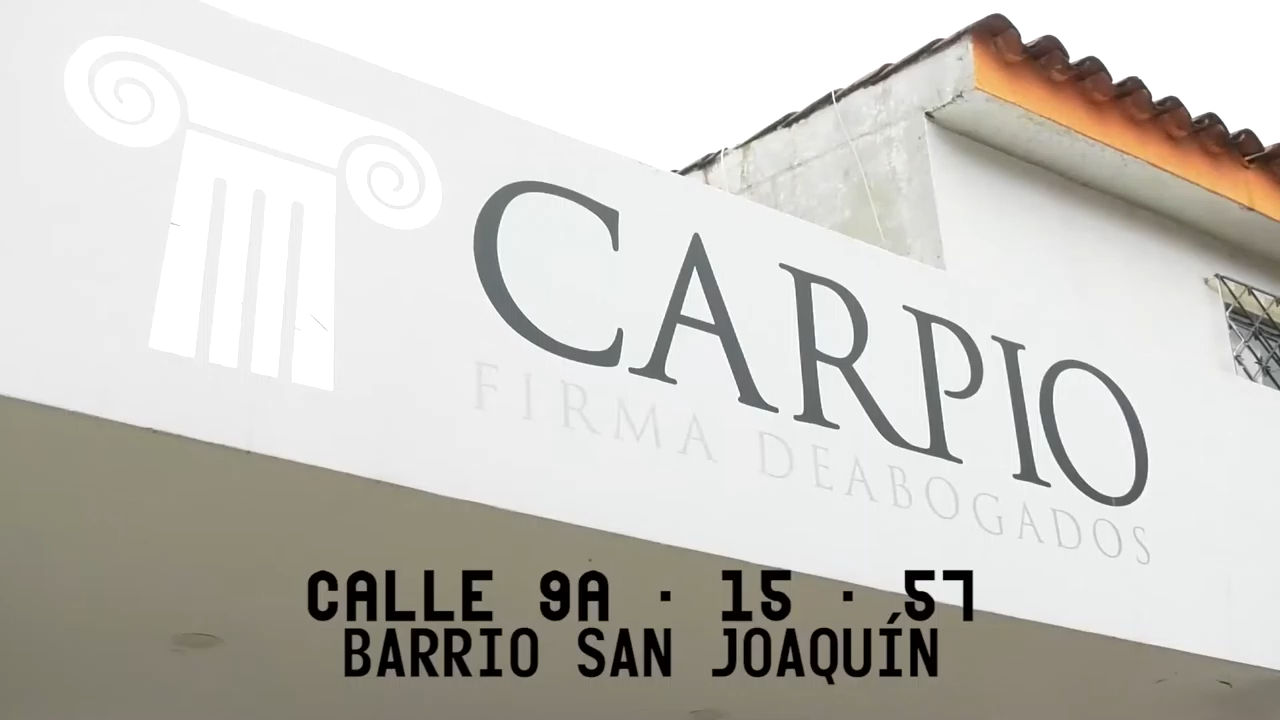 CARPIO
FIRMA DEABOGADOS
CALLE 9A · 15 · 57
BARRIO SAN JOAQUÍN